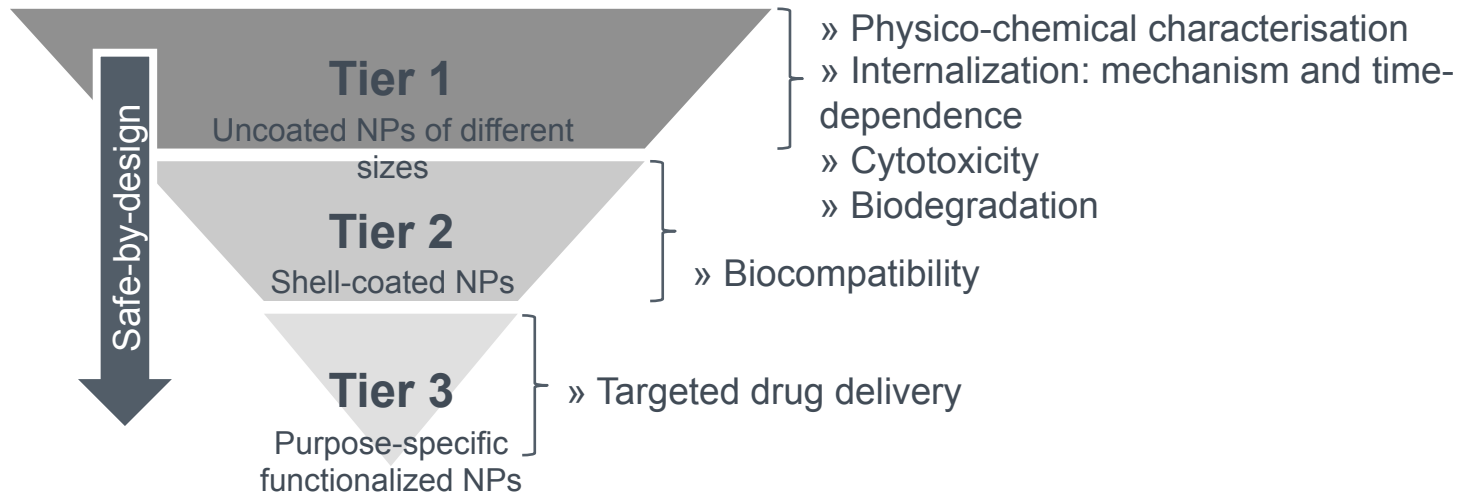 Safe-by-design
Tier 1
Uncoated NPs of different
sizes
» Physico-chemical characterisation
» Internalization: mechanism and time-
dependence
» Cytotoxicity
» Biodegradation
Tier 2
Shell-coated NPs
» Biocompatibility
Tier 3
Purpose-specific
functionalized NPs
» Targeted drug delivery